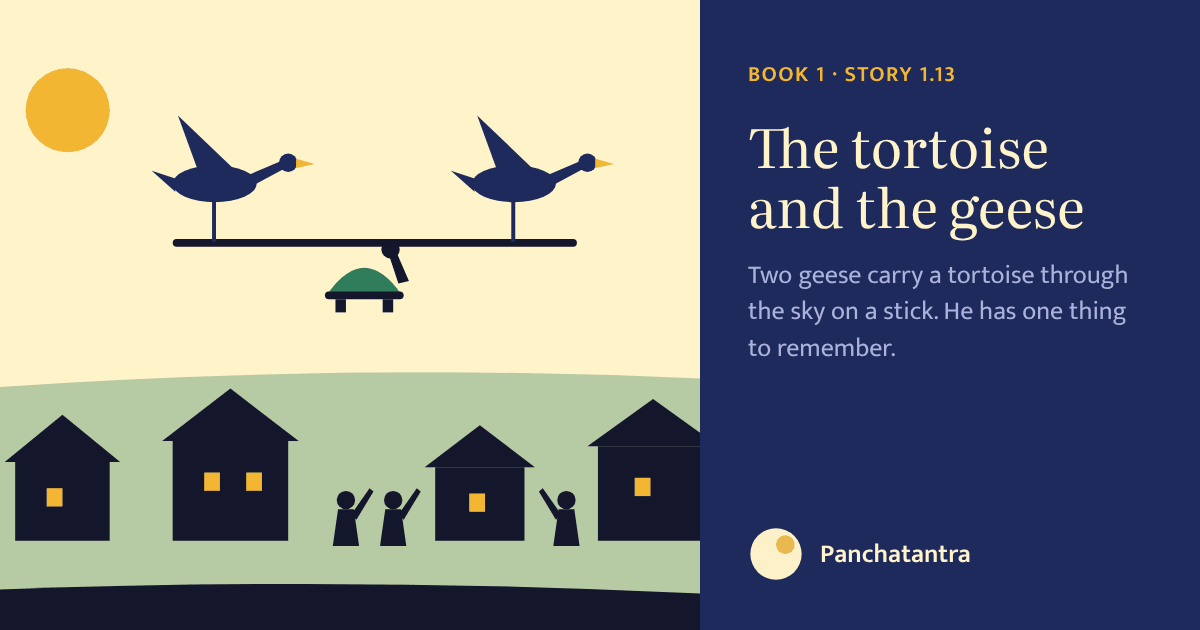 BOOK 1 · STORY 1.13
The tortoise
and the geese
Two geese carry a tortoise through
the sky on a stick. He has one thing
to remember.
Panchatantra